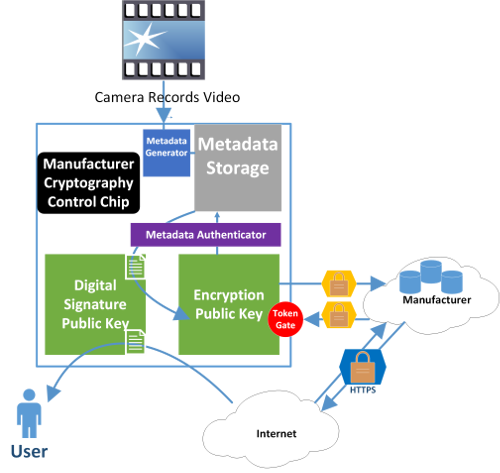 Camera Records Video
Metadata
Generator
Metadata
Storage
Manufacturer
Cryptography
Control Chip
Metadata Authenticator
Digital
Signature
Public Key
Encryption
Public Key
Token
Gate
Manufacturer
HTTPS
Internet
User